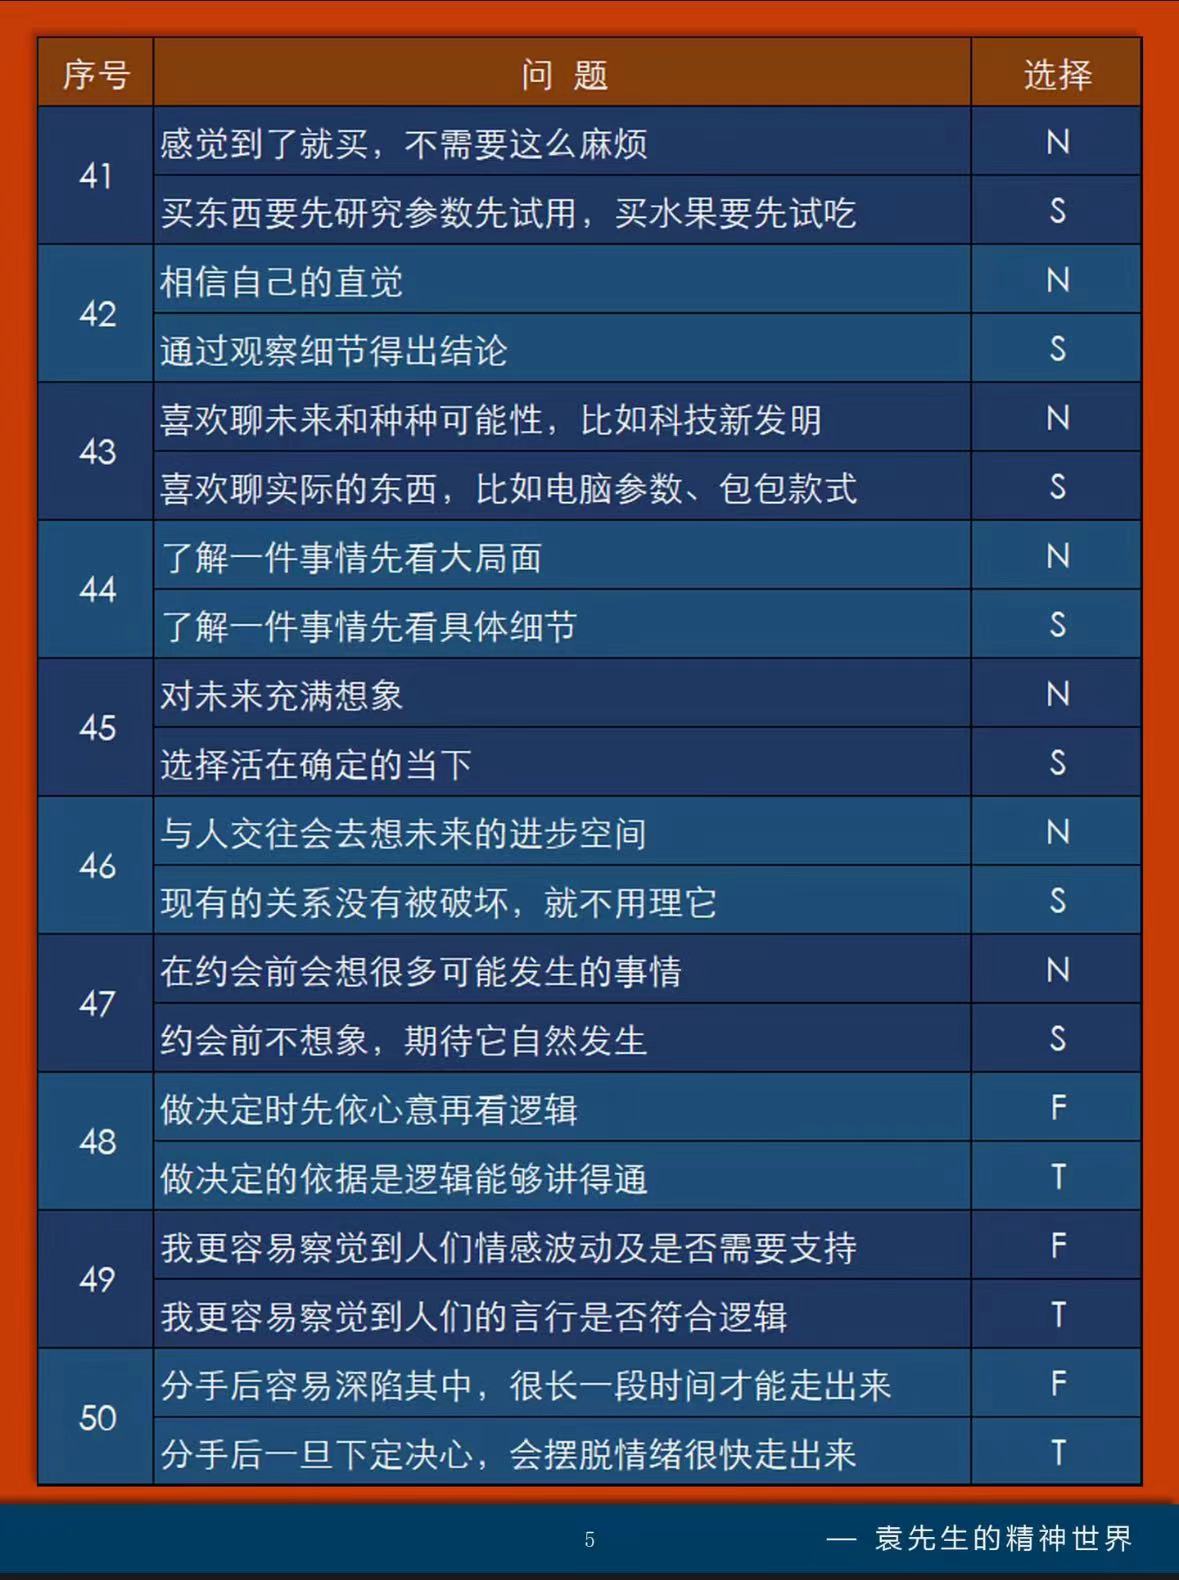 序号 问 题 选择
41
感觉到了就买，不需要这么麻烦 N
买东西要先研究参数先试用，买水果要先试吃 S
42
相信自己的直觉 N
通过观察细节得出结论 S
43
喜欢聊未来和种种可能性，比如科技新发明 N
喜欢聊实际的东西，比如电脑参数、包包款式 S
44
了解一件事情先看大局面 N
了解一件事情先看具体细节 S
45
对未来充满想象 N
选择活在确定的当下 S
46
与人交往会去想未来的进步空间 N
现有的关系没有被破坏，就不用理它 S
47
在约会前会想很多可能发生的事情 N
约会前不想象，期待它自然发生 S
48
做决定时先依心意再看逻辑 F
做决定的依据是逻辑能够讲得通 T
49
我更容易察觉到人们情感波动及是否需要支持 F
我更容易察觉到人们的言行是否符合逻辑 T
50
分手后容易深陷其中，很长一段时间才能走出来 F
分手后一旦下定决心，会摆脱情绪很快走出来 T
5
— 袁先生的精神世界